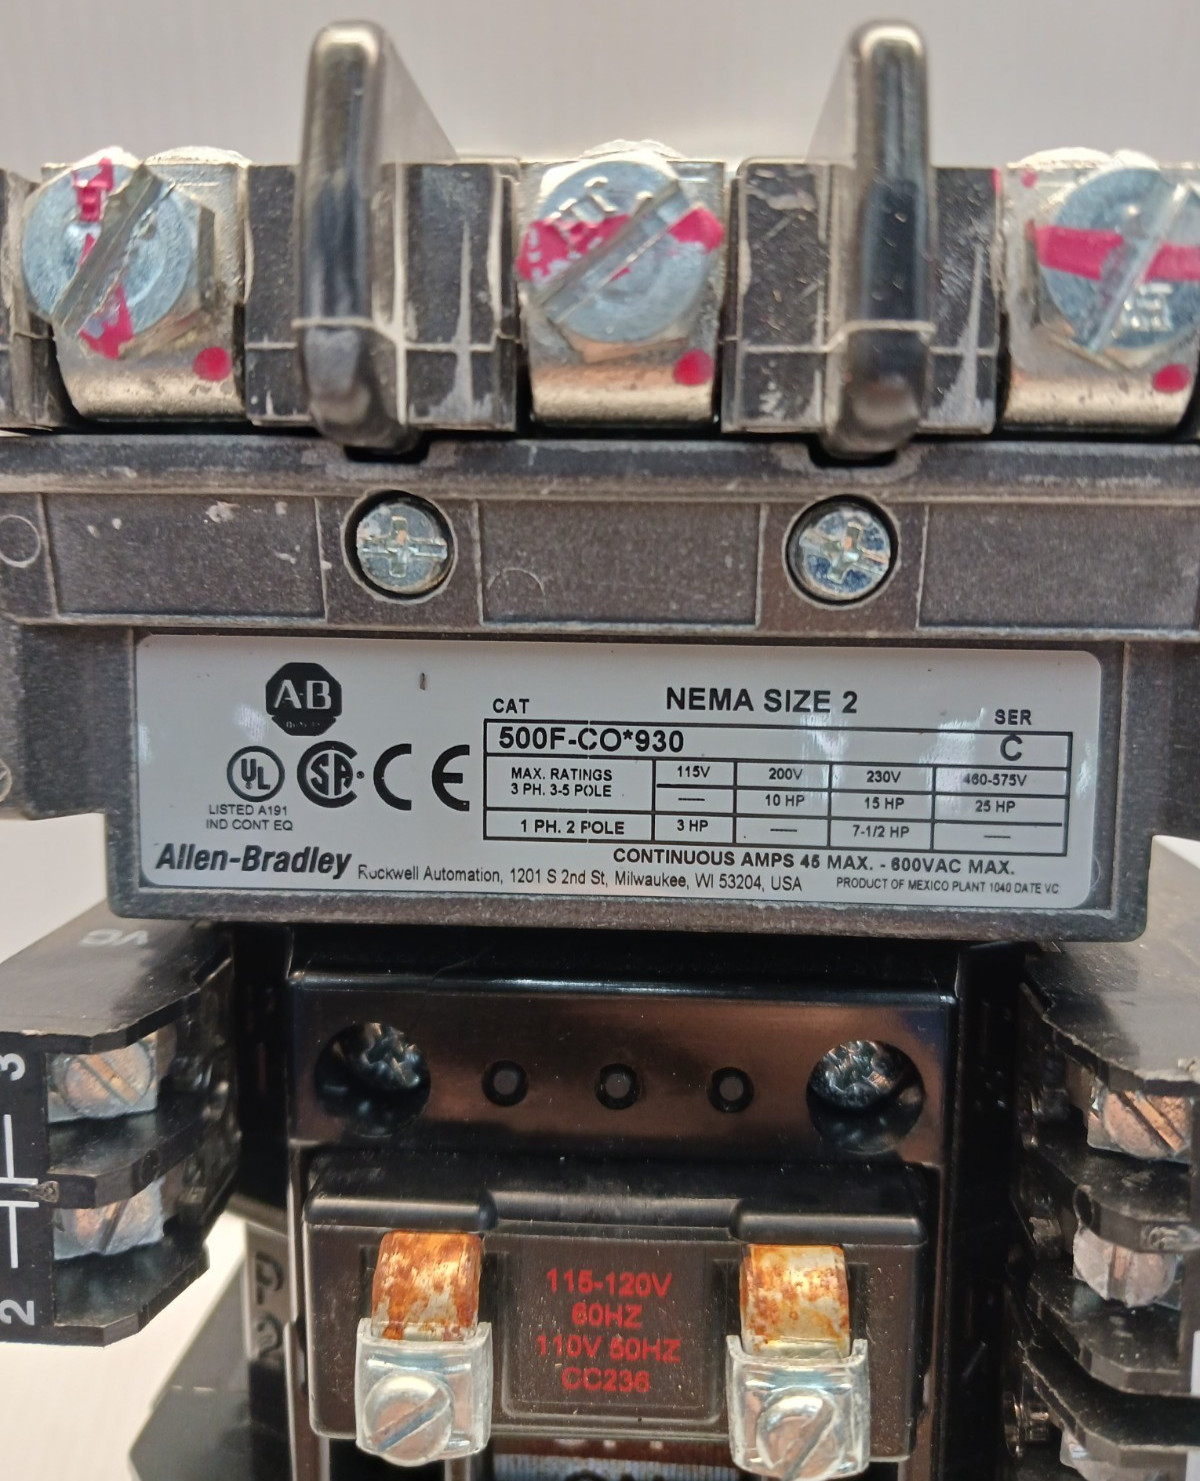 NEMA SIZE 2
CAT
SER
500F-CO*930
C
MAX. RATINGS
3 PH. 3-5 POLE
115V
200V
230V
460-575V
—
10 HP
15 HP
25 HP
1 PH. 2 POLE
3 HP
—
7-1/2 HP
—
CONTINUOUS AMPS 45 MAX. - 600VAC MAX.
AB
UL
SA
CE
LISTED A191
IND CONT EQ
Allen-Bradley
Rockwell Automation, 1201 S 2nd St, Milwaukee, WI 53204, USA
PRODUCT OF MEXICO PLANT 1040 DATE VC
3
2
115-120V
60HZ
110V 50HZ
CC236